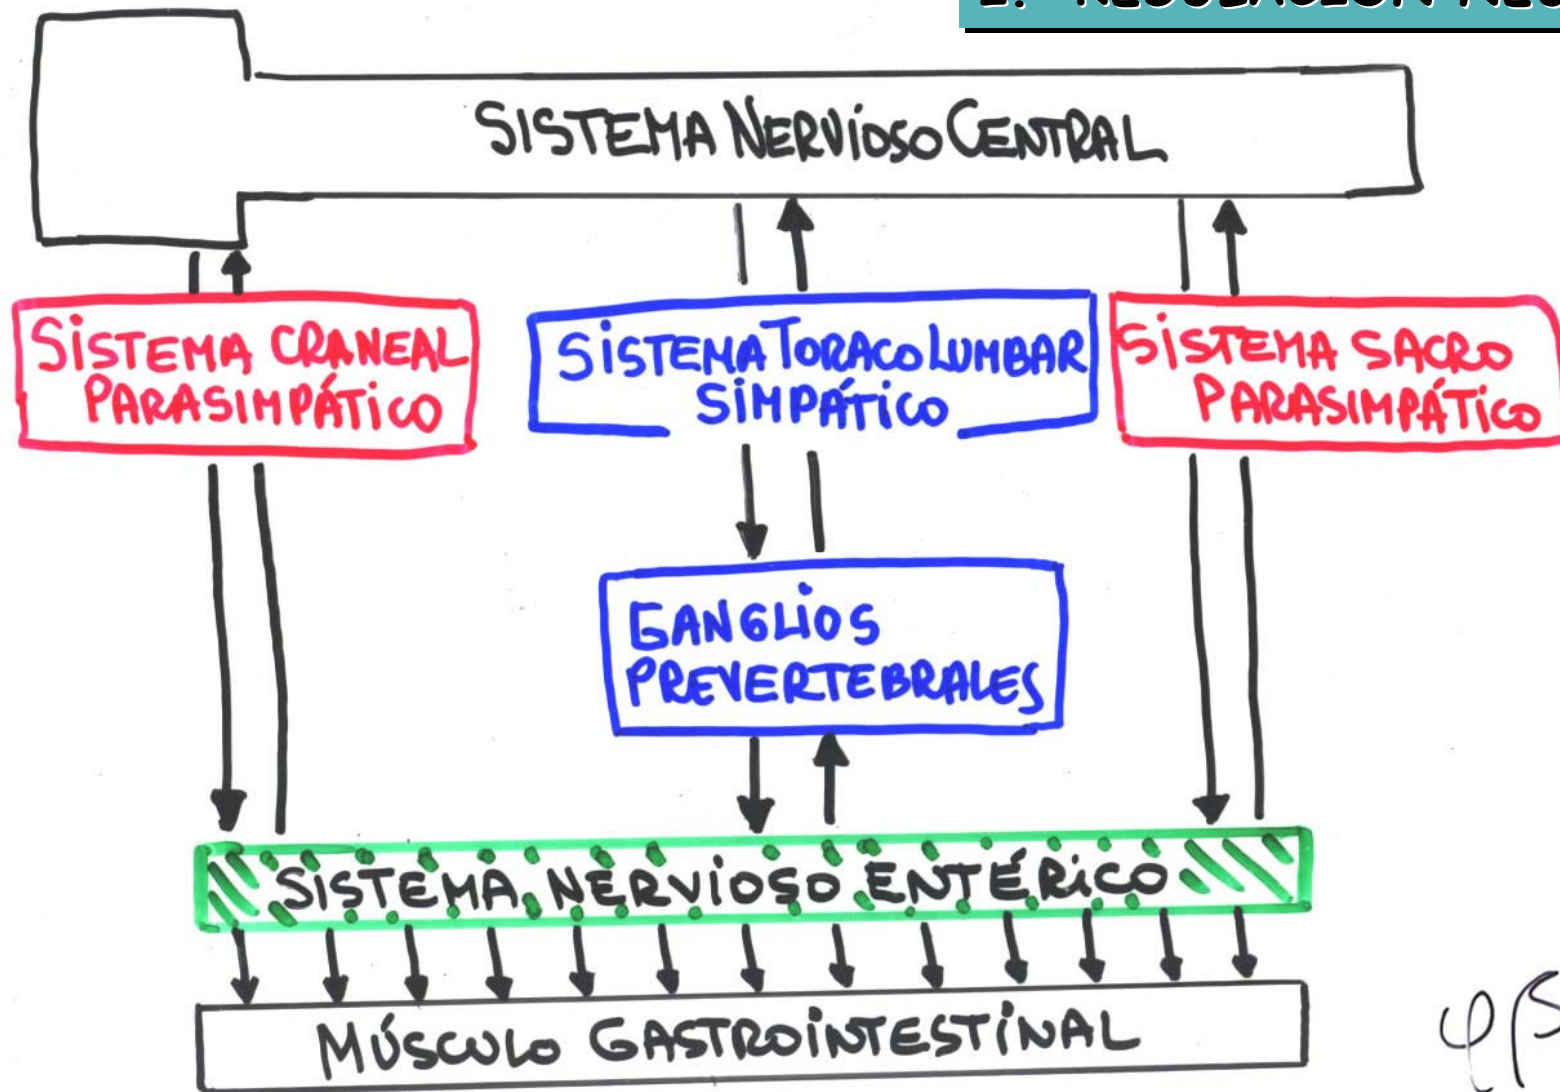 SISTEMA NERVIOSO CENTRAL
SISTEMA CRANEAL
PARASIMPÁTICO
SISTEMA TORACOLUMBAR
SIMPÁTICO
SISTEMA SACRO
PARASIMPÁTICO
GANGLIOS
PREVERTEBRALES
SISTEMA NERVIOSO ENTÉRICO
MÚSCULO GASTROINTESTINAL